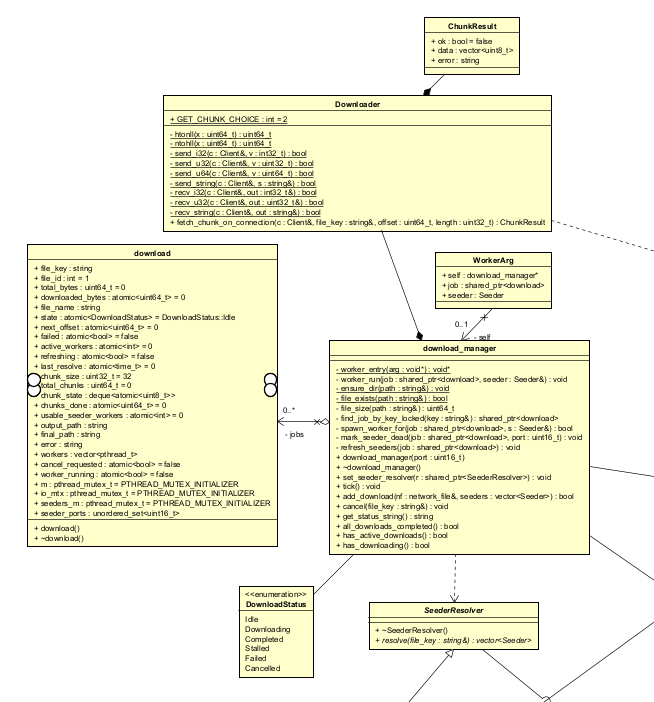 ChunkResult
+ ok : bool = false
+ data : vector<uint8_t>
+ error : string
Downloader
+ GET_CHUNK_CHOICE : int = 2
- htonll(x : uint64_t) : uint64_t
- ntohll(x : uint64_t) : uint64_t
- send_i32(c : Client&, v : int32_t) : bool
- send_u32(c : Client&, v : uint32_t) : bool
- send_u64(c : Client&, v : uint64_t) : bool
- send_string(c : Client&, s : string&) : bool
- recv_i32(c : Client&, out : int32_t&) : bool
- recv_u32(c : Client&, out : uint32_t&) : bool
- recv_string(c : Client&, out : string&) : bool
+ fetch_chunk_on_connection(c : Client&, file_key : string&, offset : uint64_t, length : uint32_t) : ChunkResult
download
+ file_key : string
+ file_id : int = 1
+ total_bytes : uint64_t = 0
+ downloaded_bytes : atomic<uint64_t> = 0
+ file_name : string
+ state : atomic<DownloadStatus> = DownloadStatus::Idle
+ next_offset : atomic<uint64_t> = 0
+ failed : atomic<bool> = false
+ active_workers : atomic<int> = 0
+ refreshing : atomic<bool> = false
+ last_resolve : atomic<time_t> = 0
chunk_size : uint32_t = 32
total_chunks : uint64_t = 0
+ chunk_state : deque<atomic<uint8_t>>
+ chunks_done : atomic<uint64_t> = 0
+ usable_seeder_workers : atomic<int> = 0
+ output_path : string
+ final_path : string
+ error : string
+ workers : vector<pthread_t>
+ cancel_requested : atomic<bool> = false
+ worker_running : atomic<bool> = false
+ m : pthread_mutex_t = PTHREAD_MUTEX_INITIALIZER
+ io_mtx : pthread_mutex_t = PTHREAD_MUTEX_INITIALIZER
+ seeders_m : pthread_mutex_t = PTHREAD_MUTEX_INITIALIZER
+ seeder_ports : unordered_set<uint16_t>
+ download()
+ ~download()
WorkerArg
+ self : download_manager*
+ job : shared_ptr<download>
+ seeder : Seeder
0..1
- self
0..*
- jobs
download_manager
- worker_entry(arg : void*) : void*
- worker_run(job : shared_ptr<download>, seeder : Seeder&) : void
- ensure_dir(path : string&) : void
- file_exists(path : string&) : bool
- file_size(path : string&) : uint64_t
- find_job_by_key_locked(key : string&) : shared_ptr<download>
- spawn_worker_for(job : shared_ptr<download>, s : Seeder&) : bool
- mark_seeder_dead(job : shared_ptr<download>, port : uint16_t) : void
- refresh_seeders(job : shared_ptr<download>) : void
+ download_manager(port : uint16_t)
+ ~download_manager()
+ set_seeder_resolver(r : shared_ptr<SeederResolver>) : void
+ tick() : void
+ add_download(nf : network_file&, seeders : vector<Seeder>) : bool
+ cancel(file_key : string&) : void
+ get_status_string() : string
+ all_downloads_completed() : bool
+ has_active_downloads() : bool
+ has_downloading() : bool
<<enumeration>>
DownloadStatus
Idle
Downloading
Completed
Stalled
Failed
Cancelled
SeederResolver
+ ~SeederResolver()
+ resolve(file_key : string&) : vector<Seeder>